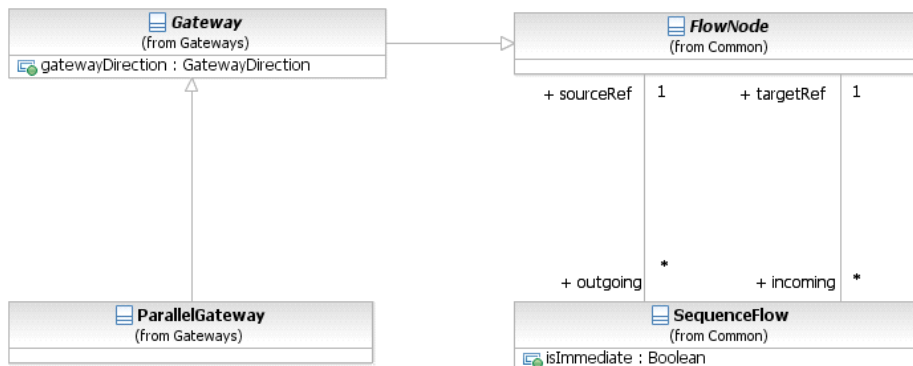 Gateway
(from Gateways)
gatewayDirection : GatewayDirection
FlowNode
(from Common)
+ sourceRef
1
+ targetRef
1
+ outgoing
*
+ incoming
*
ParallelGateway
(from Gateways)
SequenceFlow
(from Common)
isImmediate : Boolean